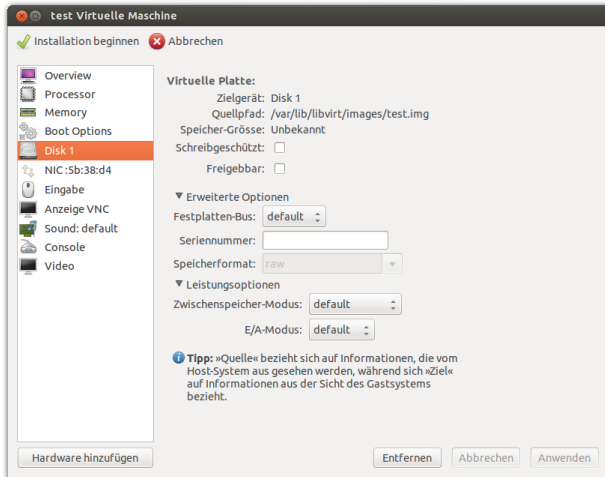 test Virtuelle Maschine
Installation beginnen Abbrechen
Overview
Processor
Memory
Boot Options
Disk 1
NIC :5b:38:d4
Eingabe
Anzeige VNC
Sound: default
Console
Video
Hardware hinzufügen
Virtuelle Platte:
Zielgerät: Disk 1
Quellpfad: /var/lib/libvirt/images/test.img
Speicher-Grösse: Unbekannt
Schreibgeschützt:
Freigebbar:
Erweiterte Optionen
Festplatten-Bus: default
Seriennummer:
Speicherformat: raw
Leistungsoptionen
Zwischenspeicher-Modus: default
E/A-Modus: default
Tipp: »Quelle« bezieht sich auf Informationen, die vom
Host-System aus gesehen werden, während sich »Ziel«
auf Informationen aus der Sicht des Gastsystems
bezieht.
Entfernen Abbrechen Anwenden